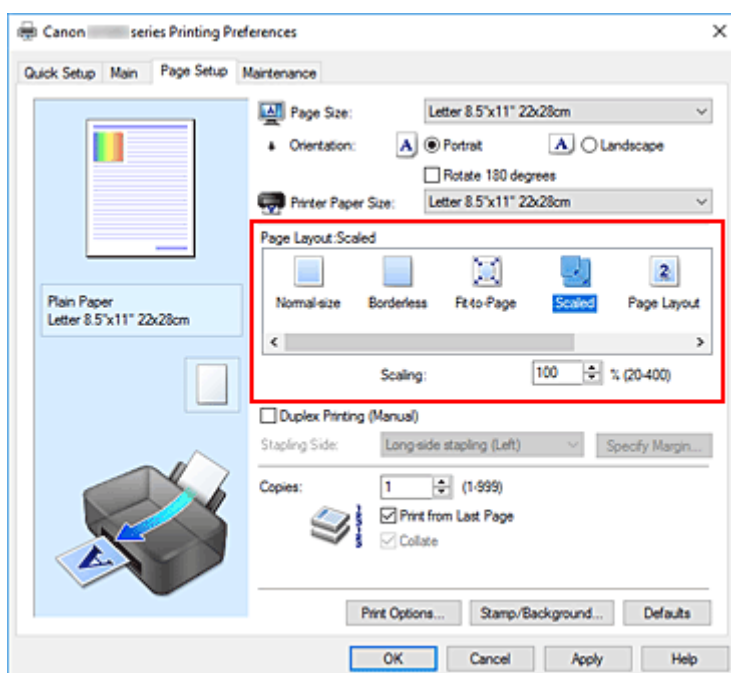 Canon series Printing Preferences
Quick Setup Main Page Setup Maintenance
Page Size: Letter 8.5"x11" 22x28cm
Orientation: A Portrait A Landscape
Rotate 180 degrees
Printer Paper Size: Letter 8.5"x11" 22x28cm
Page Layout:Scaled
2
Normal-size Borderless Fit-to-Page Scaled Page Layout
Plain Paper
Letter 8.5"x11" 22x28cm
Scaling: 100 % (20-400)
Duplex Printing (Manual)
Stapling Side: Long-side stapling (Left) Specify Margin...
Copies: 1 (1-999)
Print from Last Page
Collate
A
Print Options... Stamp/Background... Defaults
OK Cancel Apply Help